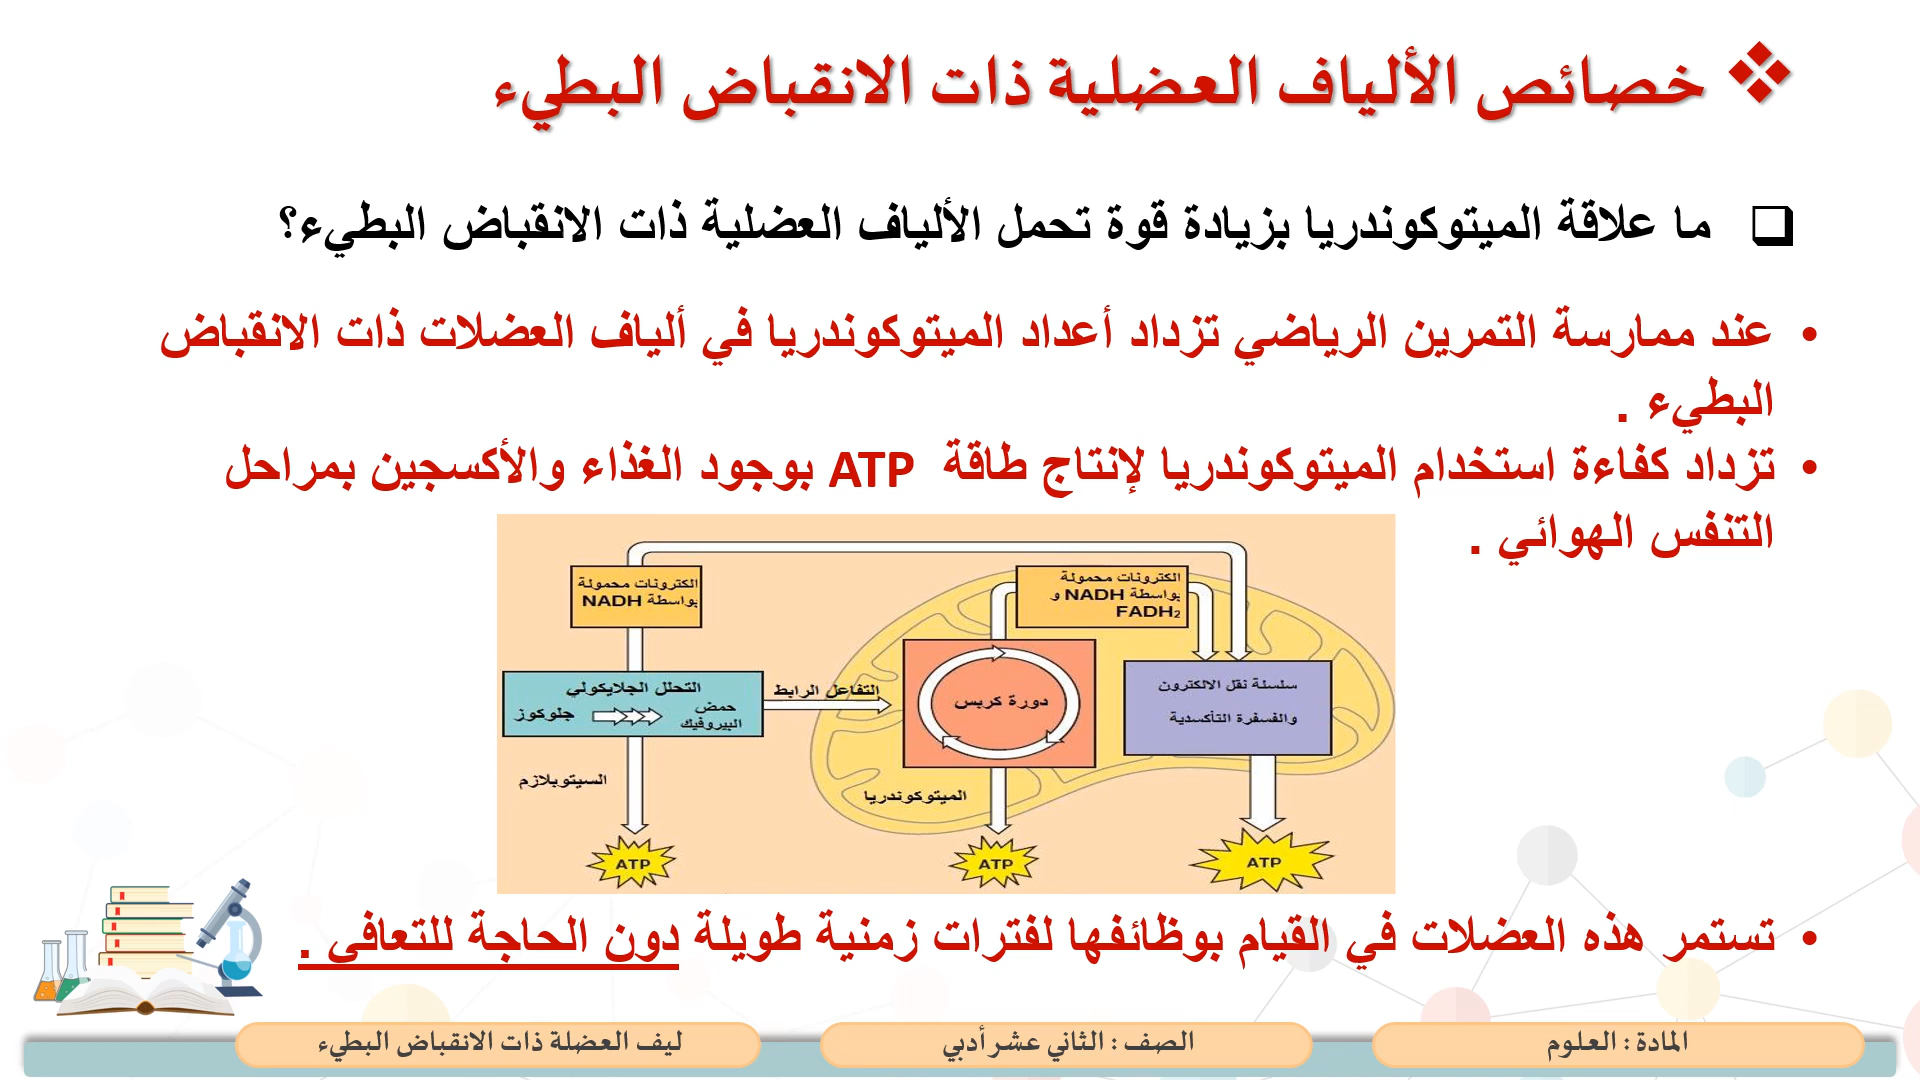 ❖ خصائص الألياف العضلية ذات الانقباض البطيء
❑ ما علاقة الميتوكوندريا بزيادة قوة تحمل الألياف العضلية ذات الانقباض البطيء؟
• عند ممارسة التمرين الرياضي تزداد أعداد الميتوكوندريا في ألياف العضلات ذات الانقباض
البطيء .
• تزداد كفاءة استخدام الميتوكوندريا لإنتاج طاقة ATP بوجود الغذاء والأكسجين بمراحل
التنفس الهوائي .
الكترونات محمولة
بواسطة NADH و
FADH₂
الكترونات محمولة
بواسطة NADH
سلسلة نقل الالكترون
والفسفرة التأكسدية
دورة كربس
التفاعل الرابط
التحلل الجلايكولي
جلوكوز
حمض
البيروفيك
السيتوبلازم
الميتوكوندريا
ATP
ATP
ATP
• تستمر هذه العضلات في القيام بوظائفها لفترات زمنية طويلة دون الحاجة للتعافي .
المادة : العلوم
الصف : الثاني عشر أدبي
ليف العضلة ذات الانقباض البطيء